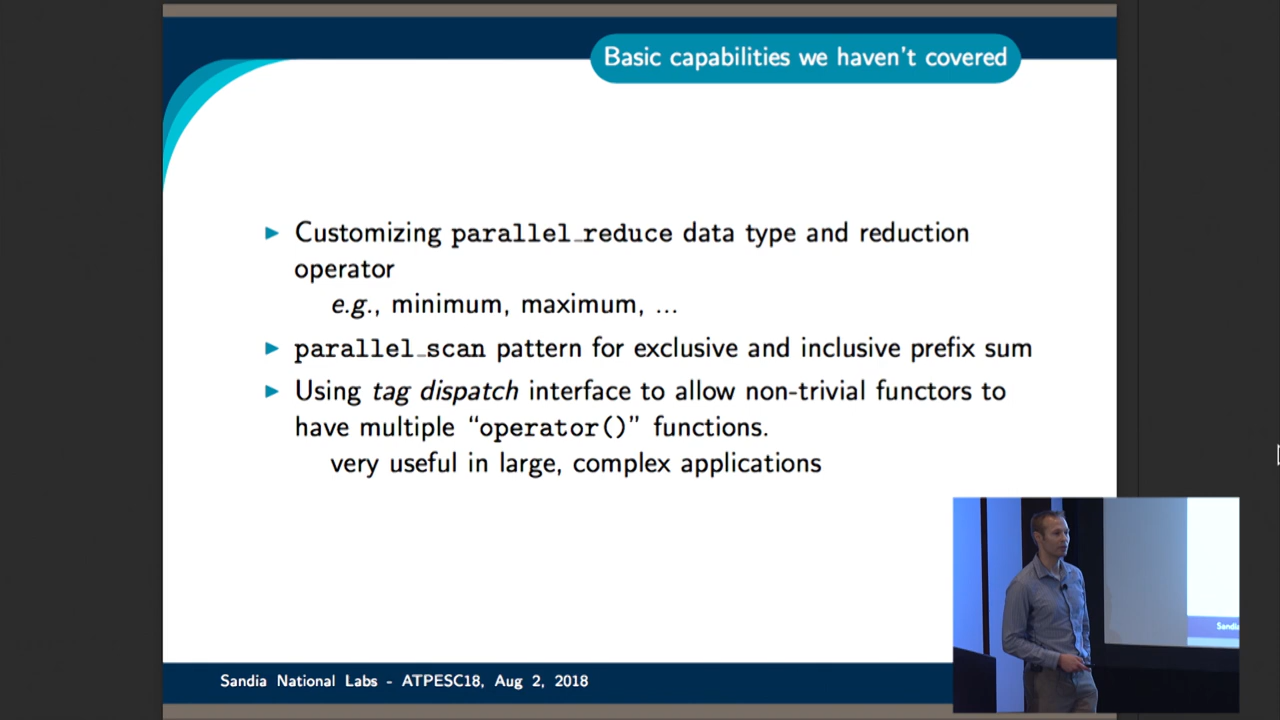 Basic capabilities we haven't covered
► Customizing parallel_reduce data type and reduction
operator
e.g., minimum, maximum, ...
► parallel_scan pattern for exclusive and inclusive prefix sum
► Using tag dispatch interface to allow non-trivial functors to
have multiple “operator()” functions.
very useful in large, complex applications
Sandia National Labs - ATPESC18, Aug 2, 2018